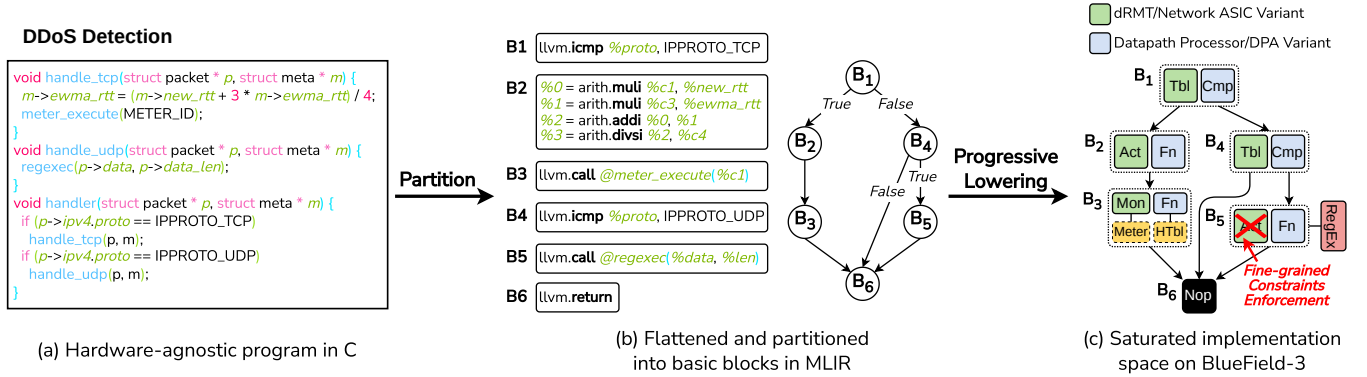 DDoS Detection
void handle_tcp(struct packet * p, struct meta * m) {
m->ewma_rtt = (m->new_rtt + 3 * m->ewma_rtt) / 4;
meter_execute(METER_ID);
}
void handle_udp(struct packet * p, struct meta * m) {
regexec(p->data, p->data_len);
}
void handler(struct packet * p, struct meta * m) {
if (p->ipv4.proto == IPPROTO_TCP)
handle_tcp(p, m);
if (p->ipv4.proto == IPPROTO_UDP)
handle_udp(p, m);
}
(a) Hardware-agnostic program in C
Partition
B1 llvm.icmp %proto, IPPROTO_TCP
B2 %0 = arith.muli %c1, %new_rtt
%1 = arith.muli %c3, %ewma_rtt
%2 = arith.addi %0, %1
%3 = arith.divsi %2, %c4
B3 llvm.call @meter_execute(%c1)
B4 llvm.icmp %proto, IPPROTO_UDP
B5 llvm.call @regexec(%data, %len)
B6 llvm.return
B1
True
False
B2
B4
False
True
B3
B5
B6
(b) Flattened and partitioned
into basic blocks in MLIR
Progressive
Lowering
dRMT/Network ASIC Variant
Datapath Processor/DPA Variant
B1 Tbl Cmp
B2 Act Fn
B4 Tbl Cmp
B3 Mon Fn
Meter HTbl
B5 Act Fn
RegEx
Fine-grained
Constraints
Enforcement
B6 Nop
(c) Saturated implementation
space on BlueField-3